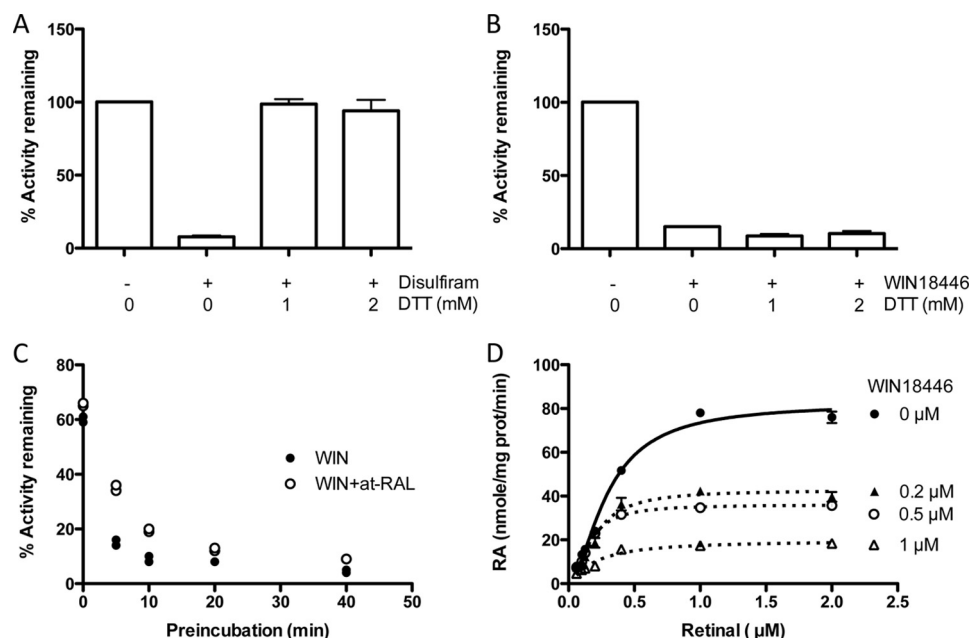 A
150
100
50
0
% Activity remaining
- + + + Disulfiram
0 0 1 2 DTT (mM)
B
150
100
50
0
% Activity remaining
- + + + WIN18446
0 0 1 2 DTT (mM)
C
80
60
40
20
0
% Activity remaining
WIN
WIN+at-RAL
0 10 20 30 40 50
Preincubation (min)
D
100
80
60
40
20
0
RA (nmole/mg prot/min)
WIN18446
0 µM
0.2 µM
0.5 µM
1 µM
0.0 0.5 1.0 1.5 2.0 2.5
Retinal ( µM)